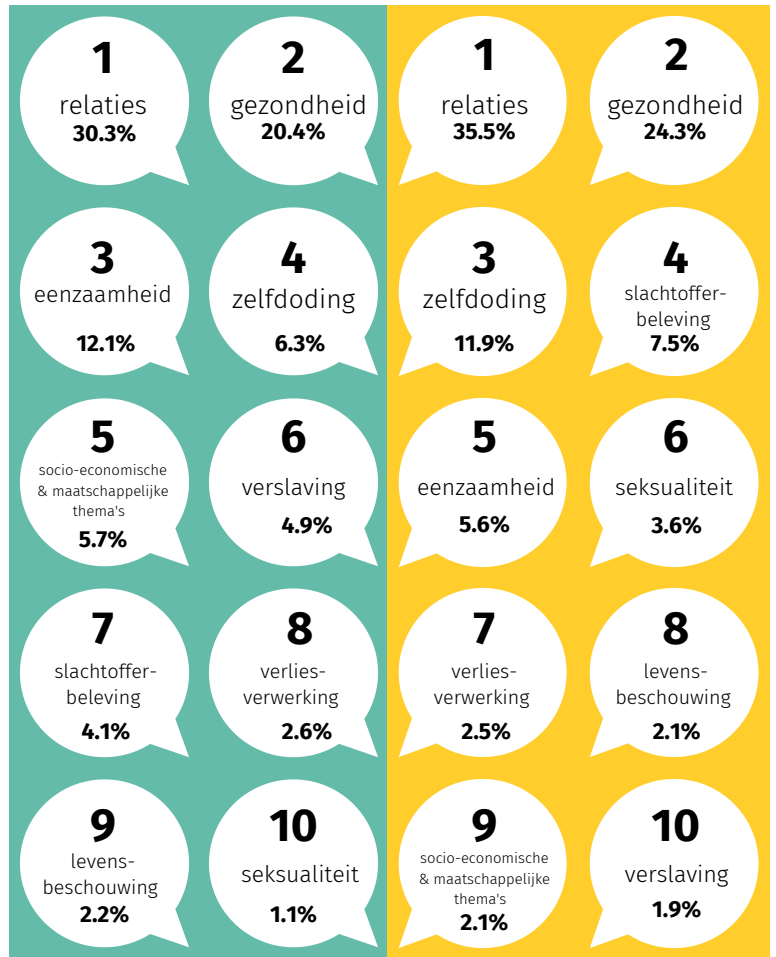 1
relaties
30.3%
2
gezondheid
20.4%
3
eenzaamheid
12.1%
4
zelfdoding
6.3%
5
socio-economische
& maatschappelijke
thema's
5.7%
6
verslaving
4.9%
7
slachtoffer-
beleving
4.1%
8
verlies-
verwerking
2.6%
9
levens-
beschouwing
2.2%
10
seksualiteit
1.1%
1
relaties
35.5%
2
gezondheid
24.3%
3
zelfdoding
11.9%
4
slachtoffer-
beleving
7.5%
5
eenzaamheid
5.6%
6
seksualiteit
3.6%
7
verlies-
verwerking
2.5%
8
levens-
beschouwing
2.1%
9
socio-economische
& maatschappelijke
thema's
2.1%
10
verslaving
1.9%